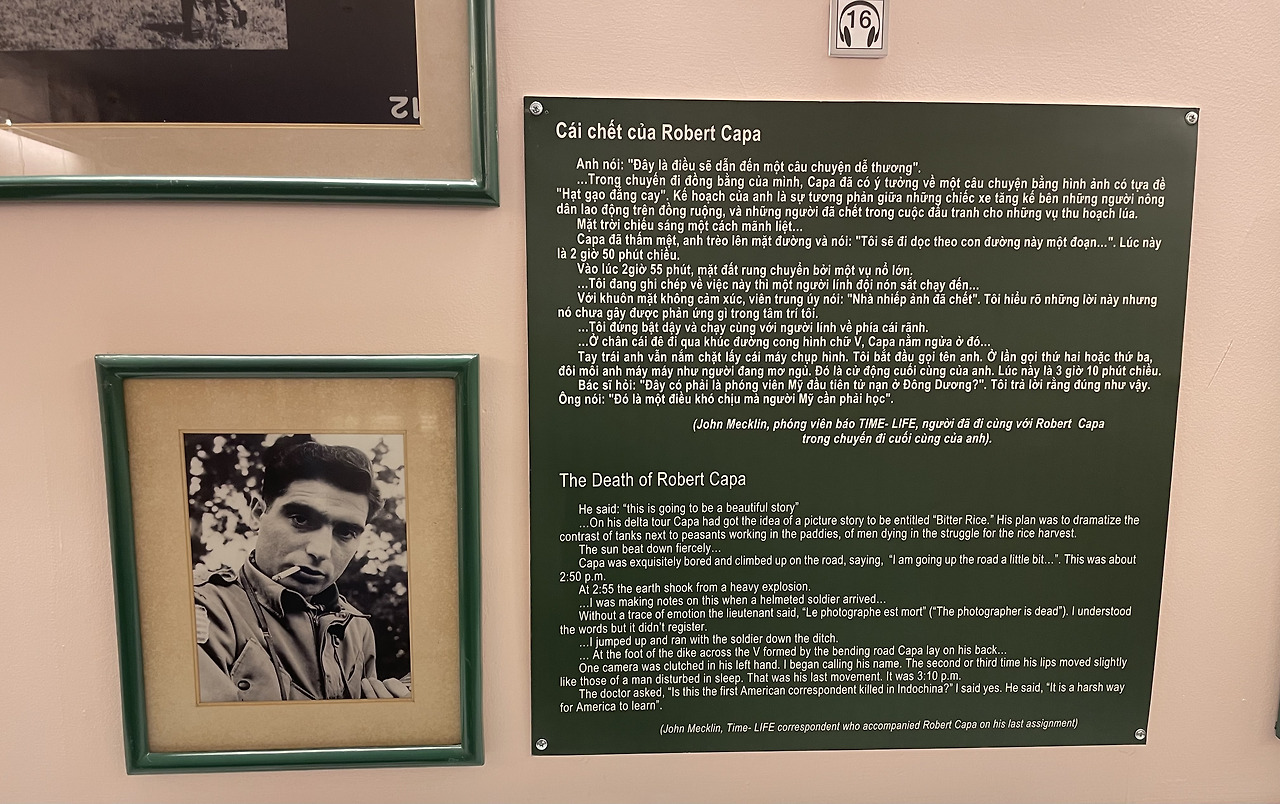 16
12
Cái chết của Robert Capa
Anh nói: "Đây là điều sẽ dẫn đến một câu chuyện dễ thương".
...Trong chuyến đi đồng bằng của mình, Capa đã có ý tưởng về một câu chuyện bằng hình ảnh có tựa đề
"Hạt gạo đắng cay". Kế hoạch của anh là sự tương phản giữa những chiếc xe tăng kế bên những người nông
dân lao động trên đồng ruộng, và những người đã chết trong cuộc đấu tranh cho những vụ thu hoạch lúa.
Mặt trời chiếu sáng một cách mãnh liệt...
Capa đã thấm mệt, anh trèo lên mặt đường và nói: "Tôi sẽ đi dọc theo con đường này một đoạn...". Lúc này
là 2 giờ 50 phút chiều.
Vào lúc 2giờ 55 phút, mặt đất rung chuyển bởi một vụ nổ lớn.
...Tôi đang ghi chép về việc này thì một người lính đội nón sắt chạy đến...
Với khuôn mặt không cảm xúc, viên trung úy nói: "Nhà nhiếp ảnh đã chết". Tôi hiểu rõ những lời này nhưng
nó chưa gây được phản ứng gì trong tâm trí tôi.
...Tôi đứng bật dậy và chạy cùng với người lính về phía cái rãnh.
...Ở chân cái đê đi qua khúc đường cong hình chữ V, Capa nằm ngửa ở đó...
Tay trái anh vẫn nắm chặt lấy cái máy chụp hình. Tôi bắt đầu gọi tên anh. Ở lần gọi thứ hai hoặc thứ ba,
đôi môi anh máy máy như người đang mơ ngủ. Đó là cử động cuối cùng của anh. Lúc này là 3 giờ 10 phút chiều.
Bác sĩ hỏi: "Đây có phải là phóng viên Mỹ đầu tiên tử nạn ở Đông Dương?". Tôi trả lời rằng đúng như vậy.
Ông nói: "Đó là một điều khó chịu mà người Mỹ cần phải học".
(John Mecklin, phóng viên báo TIME- LIFE, người đã đi cùng với Robert Capa
trong chuyến đi cuối cùng của anh).
The Death of Robert Capa
He said: “this is going to be a beautiful story”
...On his delta tour Capa had got the idea of a picture story to be entitled “Bitter Rice.” His plan was to dramatize the
contrast of tanks next to peasants working in the paddies, of men dying in the struggle for the rice harvest.
The sun beat down fiercely...
Capa was exquisitely bored and climbed up on the road, saying, “I am going up the road a little bit...”. This was about
2:50 p.m.
At 2:55 the earth shook from a heavy explosion.
...I was making notes on this when a helmeted soldier arrived...
Without a trace of emotion the lieutenant said, “Le photographe est mort” (“The photographer is dead”). I understood
the words but it didn’t register.
...I jumped up and ran with the soldier down the ditch.
... At the foot of the dike across the V formed by the bending road Capa lay on his back...
One camera was clutched in his left hand. I began calling his name. The second or third time his lips moved slightly
like those of a man disturbed in sleep. That was his last movement. It was 3:10 p.m.
The doctor asked, “Is this the first American correspondent killed in Indochina?” I said yes. He said, “It is a harsh way
for America to learn”.
(John Mecklin, Time- LIFE correspondent who accompanied Robert Capa on his last assignment)